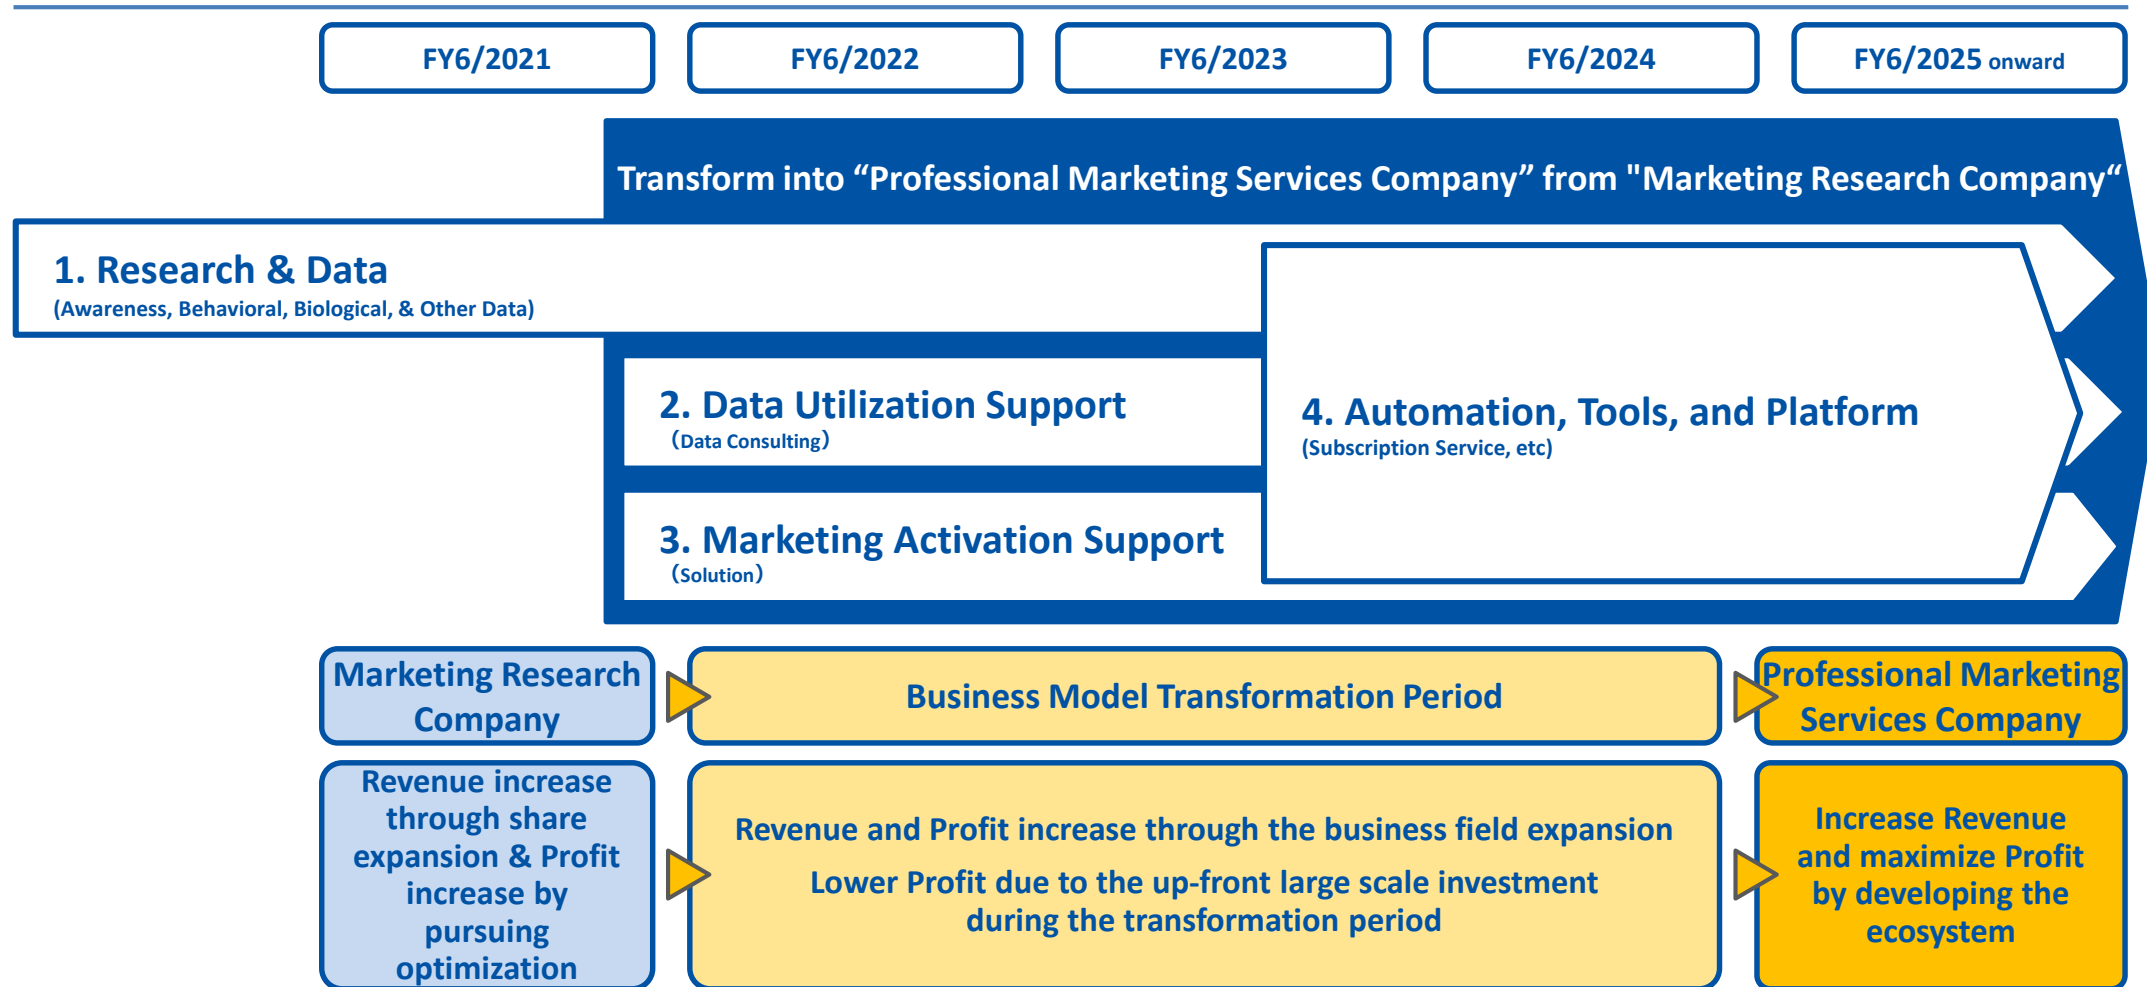 FY6/2021
FY6/2022
FY6/2023
FY6/2024
FY6/2025 onward
Transform into “Professional Marketing Services Company” from "Marketing Research Company“
1. Research & Data
(Awareness, Behavioral, Biological, & Other Data)
2. Data Utilization Support
（Data Consulting）
3. Marketing Activation Support
（Solution）
4. Automation, Tools, and Platform
(Subscription Service, etc)
Marketing Research
Company
Business Model Transformation Period
Professional Marketing
Services Company
Revenue increase
through share
expansion & Profit
increase by
pursuing
optimization
Revenue and Profit increase through the business field expansion
Lower Profit due to the up-front large scale investment
during the transformation period
Increase Revenue
and maximize Profit
by developing the
ecosystem